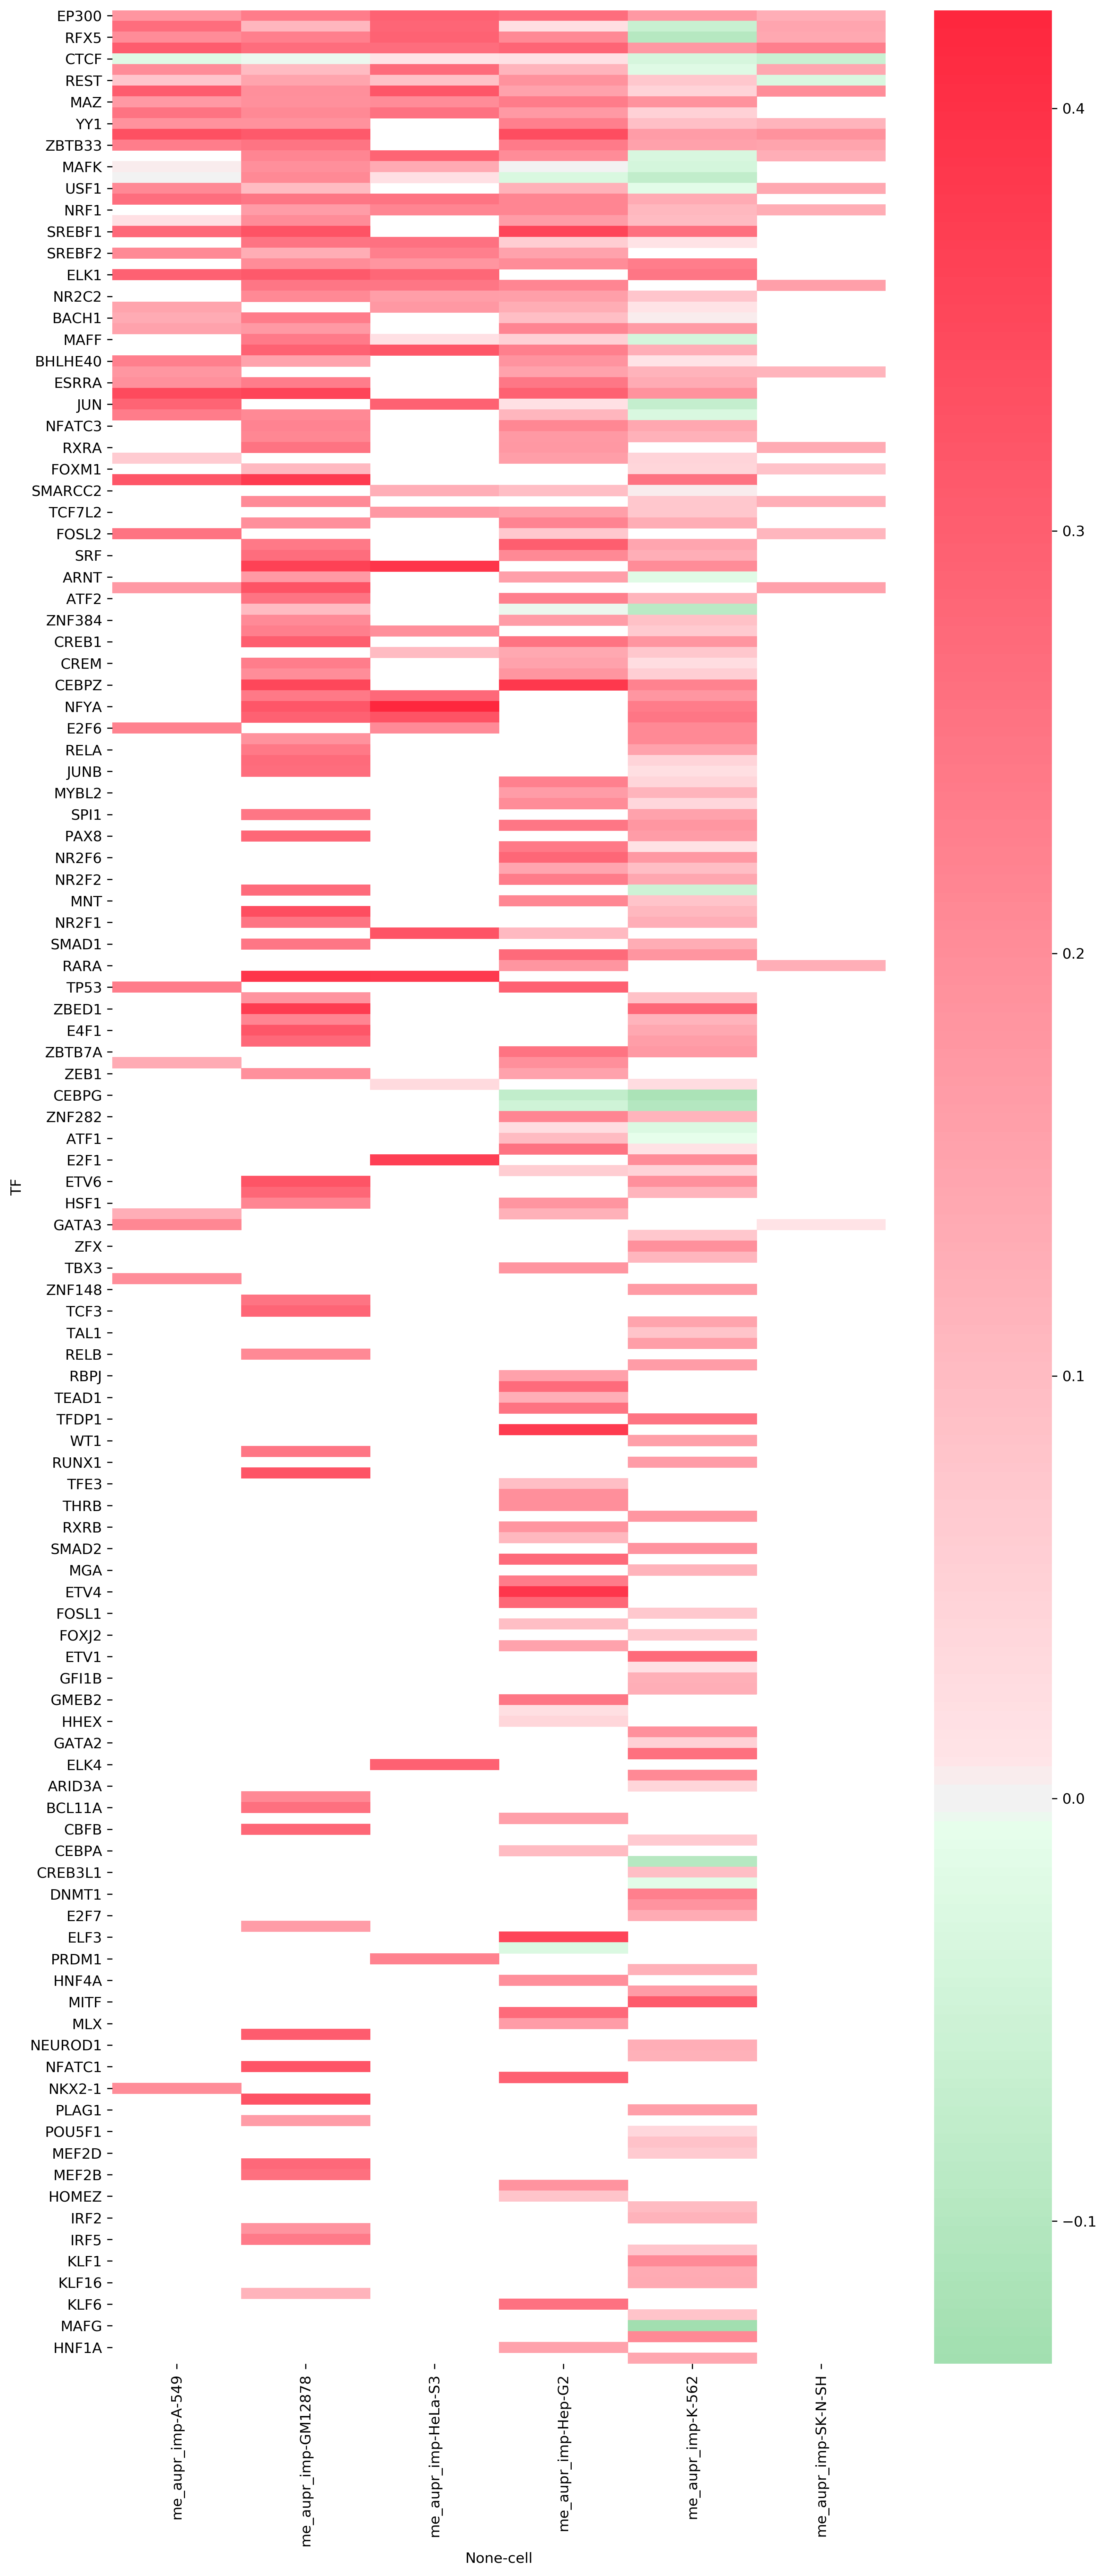 EP300
RFX5
CTCF
REST
MAZ
YY1
ZBTB33
MAFK
USF1
NRF1
SREBF1
SREBF2
ELK1
NR2C2
BACH1
MAFF
BHLHE40
ESRRA
JUN
NFATC3
RXRA
FOXM1
SMARCC2
TCF7L2
FOSL2
SRF
ARNT
ATF2
ZNF384
CREB1
CREM
CEBPZ
NFYA
E2F6
RELA
JUNB
MYBL2
SPI1
PAX8
NR2F6
NR2F2
MNT
NR2F1
SMAD1
RARA
TP53
ZBED1
E4F1
ZBTB7A
ZEB1
CEBPG
ZNF282
ATF1
E2F1
ETV6
HSF1
GATA3
ZFX
TBX3
ZNF148
TCF3
TAL1
RELB
RBPJ
TEAD1
TFDP1
WT1
RUNX1
TFE3
THRB
RXRB
SMAD2
MGA
ETV4
FOSL1
FOXJ2
ETV1
GFI1B
GMEB2
HHEX
GATA2
ELK4
ARID3A
BCL11A
CBFB
CEBPA
CREB3L1
DNMT1
E2F7
ELF3
PRDM1
HNF4A
MITF
MLX
NEUROD1
NFATC1
NKX2-1
PLAG1
POU5F1
MEF2D
MEF2B
HOMEZ
IRF2
IRF5
KLF1
KLF16
KLF6
MAFG
HNF1A
TF
me_aupr_imp-A-549
me_aupr_imp-GM12878
me_aupr_imp-HeLa-S3
me_aupr_imp-Hep-G2
me_aupr_imp-K-562
me_aupr_imp-SK-N-SH
None-cell
0.4
0.3
0.2
0.1
0.0
−0.1